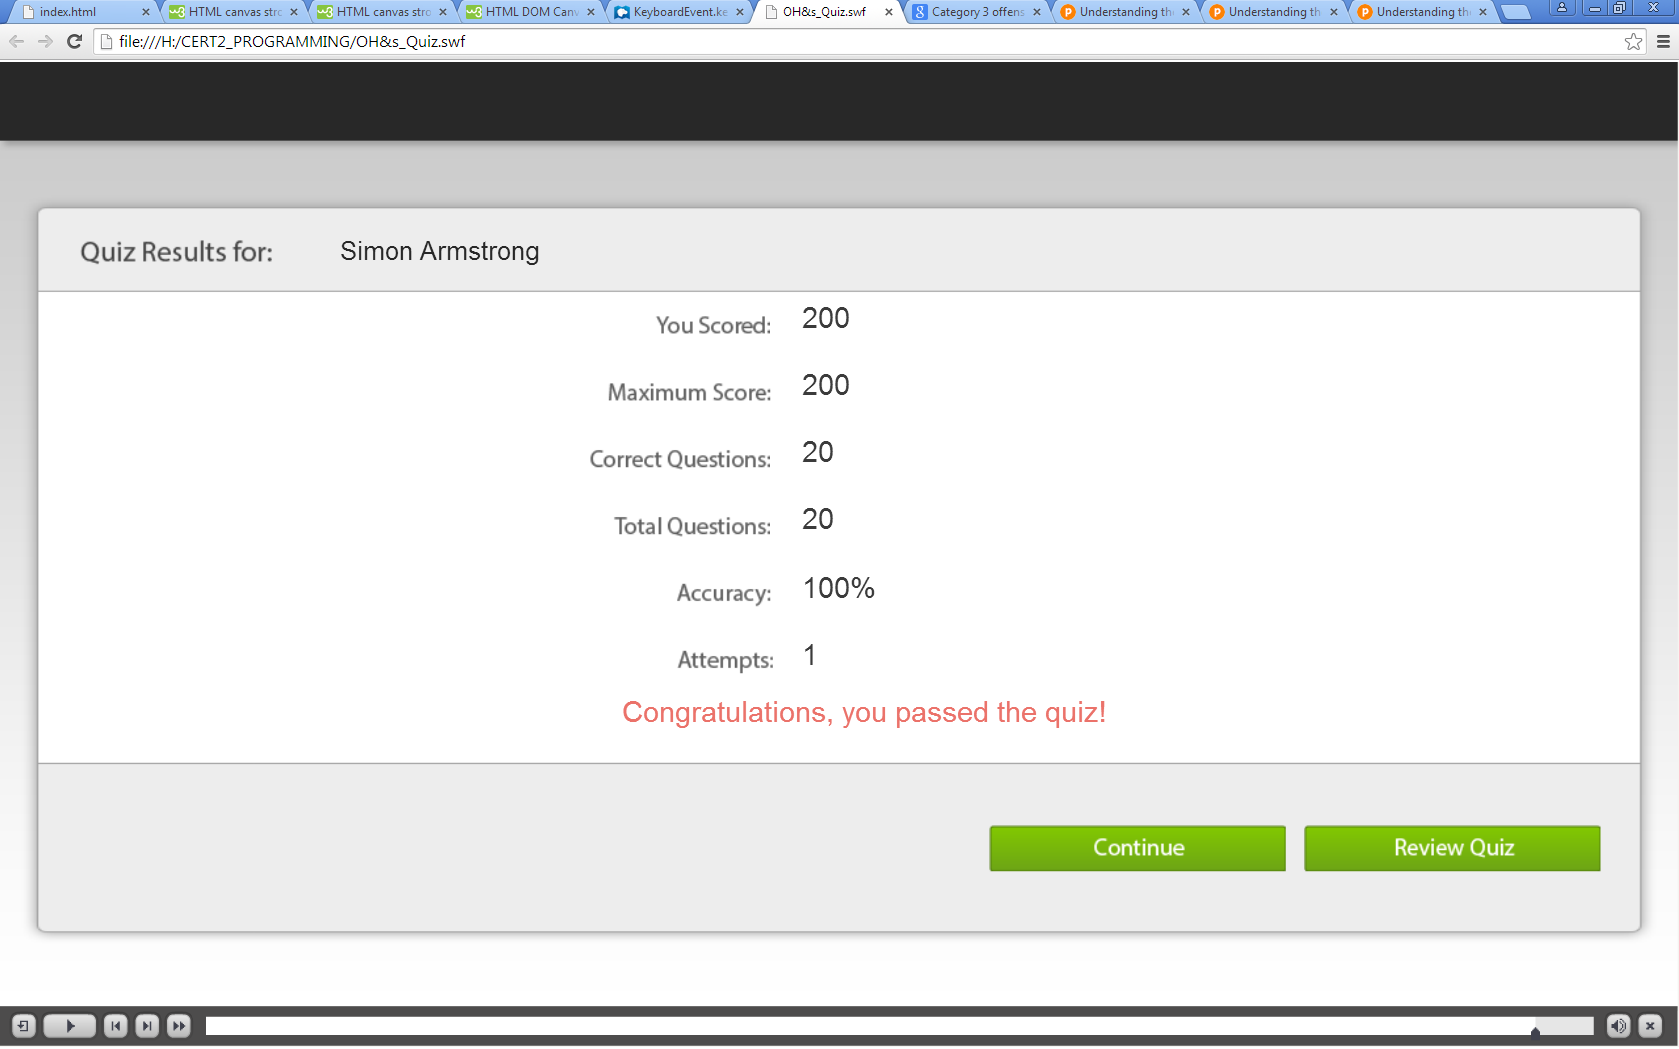 index.html
HTML canvas stro
HTML canvas stro
HTML DOM Canv
KeyboardEvent.ke
OH&s_Quiz.swf
Category 3 offens
Understanding th
Understanding th
Understanding th
file:///H:/CERT2_PROGRAMMING/OH&s_Quiz.swf
Quiz Results for: Simon Armstrong
You Scored: 200
Maximum Score: 200
Correct Questions: 20
Total Questions: 20
Accuracy: 100%
Attempts: 1
Congratulations, you passed the quiz!
Continue
Review Quiz